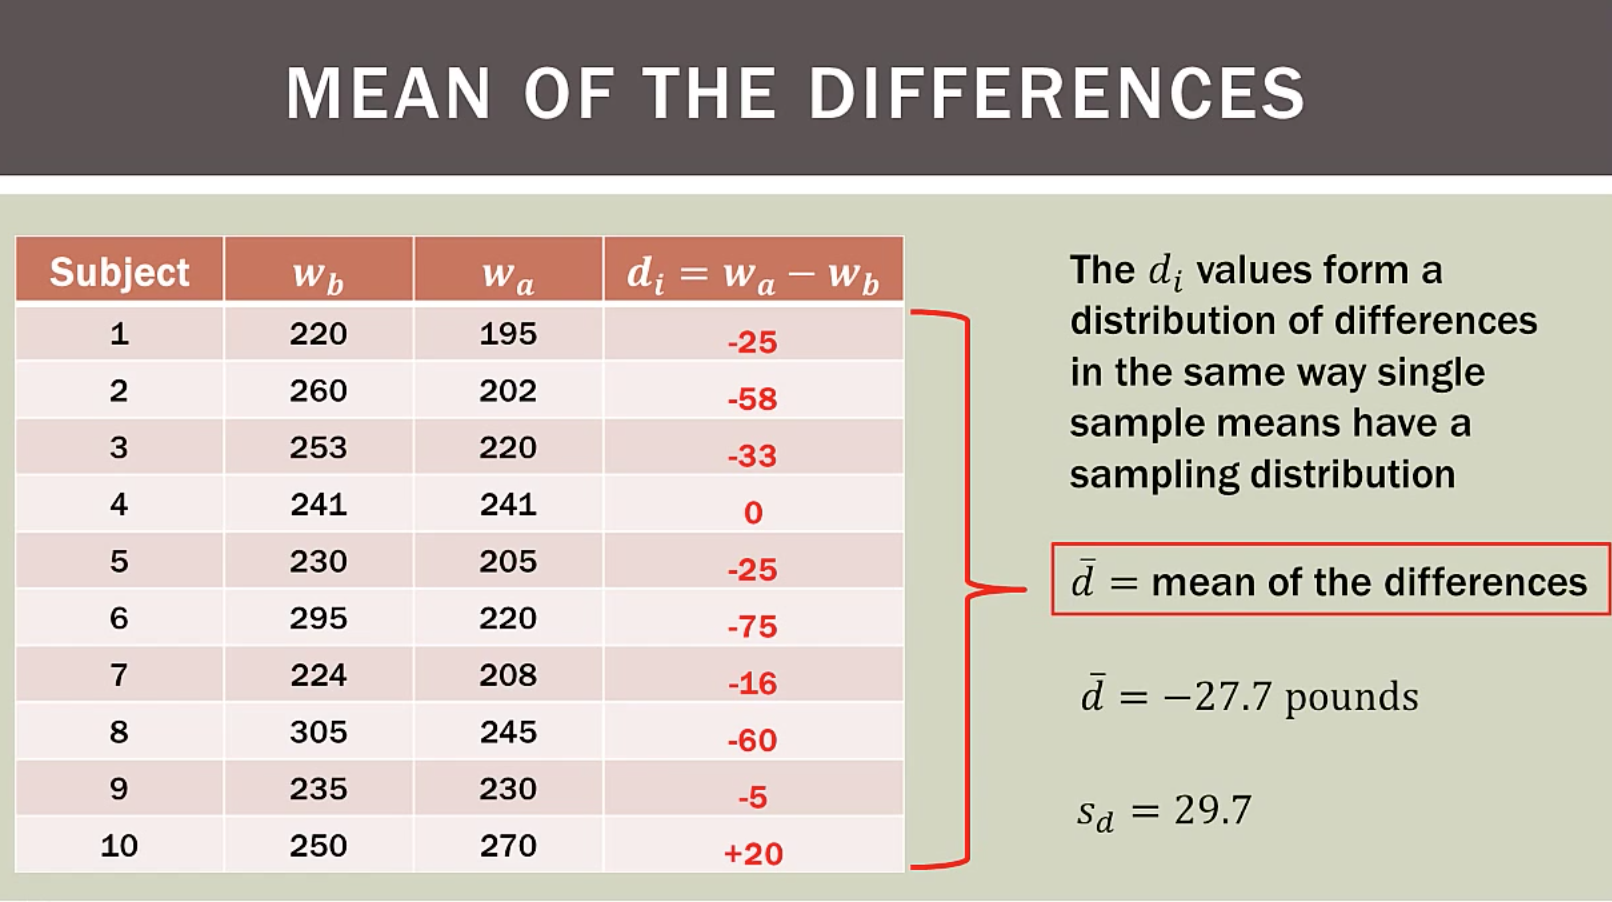 MEAN OF THE DIFFERENCES
Subject w_b w_a d_i = w_a − w_b
1 220 195 -25
2 260 202 -58
3 253 220 -33
4 241 241 0
5 230 205 -25
6 295 220 -75
7 224 208 -16
8 305 245 -60
9 235 230 -5
10 250 270 +20
The d_i values form a
distribution of differences
in the same way single
sample means have a
sampling distribution
d̄ = mean of the differences
d̄ = −27.7 pounds
s_d = 29.7